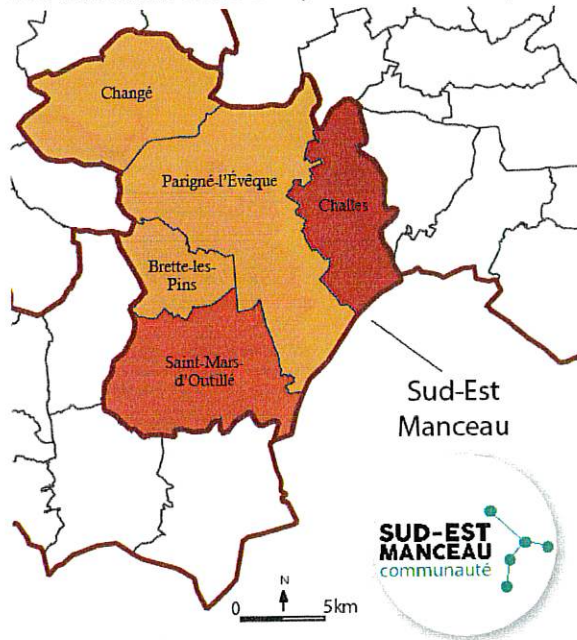 Changé
Parigné-l'Évêque
Challes
Brette-les-
Pins
Saint-Mars-
d'Outillé
Sud-Est
Manceau
SUD-EST
MANCEAU
communauté
N
0 5km